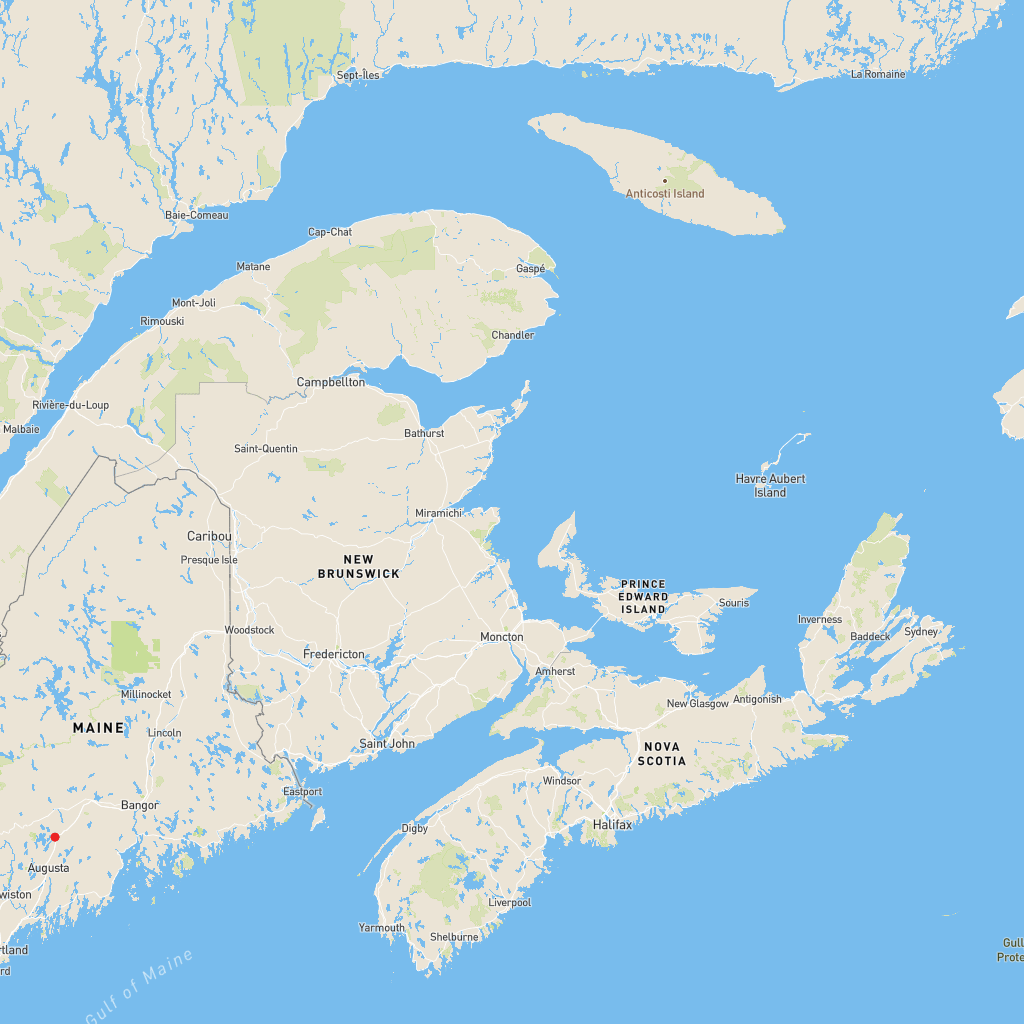 Sept-Îles
La Romaine
Anticosti Island
Baie-Comeau
Cap-Chat
Matane
Gaspé
Mont-Joli
Rimouski
Chandler
Campbellton
Rivière-du-Loup
Malbaie
Bathurst
Saint-Quentin
Havre Aubert
Island
Miramichi
Caribou
Presque Isle
NEW
BRUNSWICK
PRINCE
EDWARD
ISLAND
Souris
Inverness
Baddeck
Sydney
Woodstock
Moncton
Fredericton
Amherst
Millinocket
New Glasgow
Antigonish
MAINE
Lincoln
Saint John
NOVA
SCOTIA
Windsor
Eastport
Bangor
Digby
Halifax
Augusta
wiston
Liverpool
Yarmouth
Shelburne
rtland
rd
Gulf of Maine
Gull
Prote